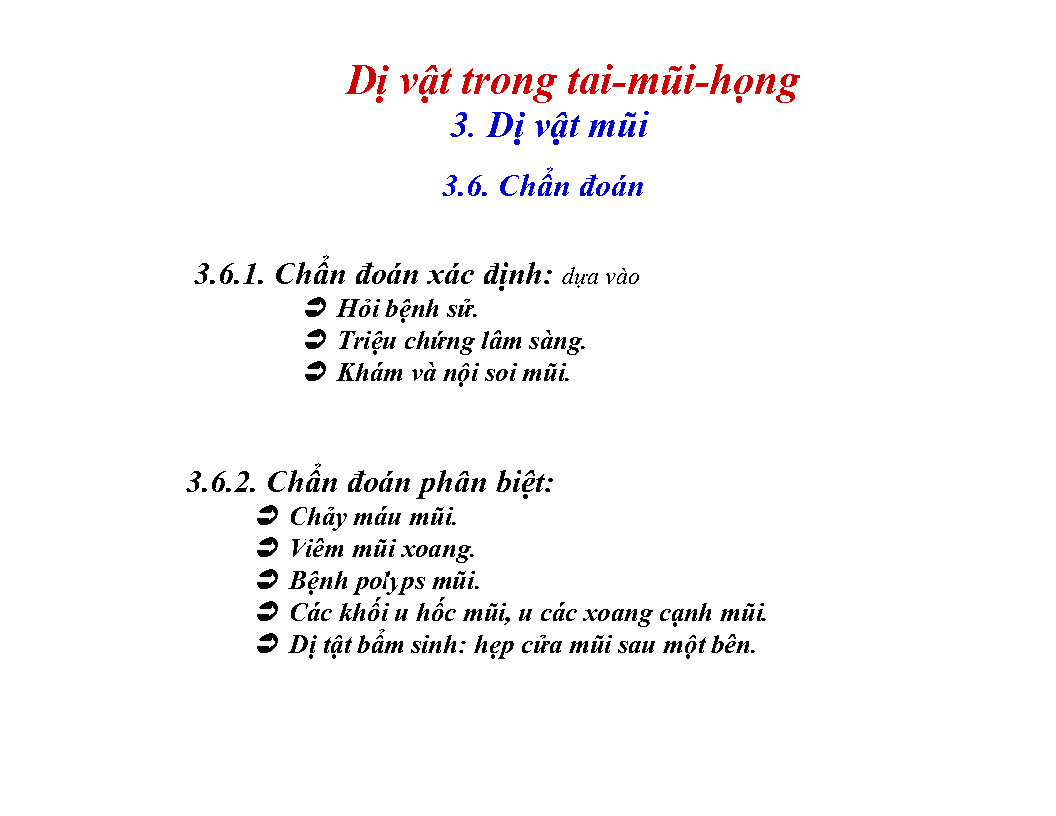 Dị vật trong tai-mũi-họng
3. Dị vật mũi
3.6. Chẩn đoán
3.6.1. Chẩn đoán xác định: dựa vào
➲ Hỏi bệnh sử.
➲ Triệu chứng lâm sàng.
➲ Khám và nội soi mũi.
3.6.2. Chẩn đoán phân biệt:
➲ Chảy máu mũi.
➲ Viêm mũi xoang.
➲ Bệnh polyps mũi.
➲ Các khối u hốc mũi, u các xoang cạnh mũi.
➲ Dị tật bẩm sinh: hẹp cửa mũi sau một bên.